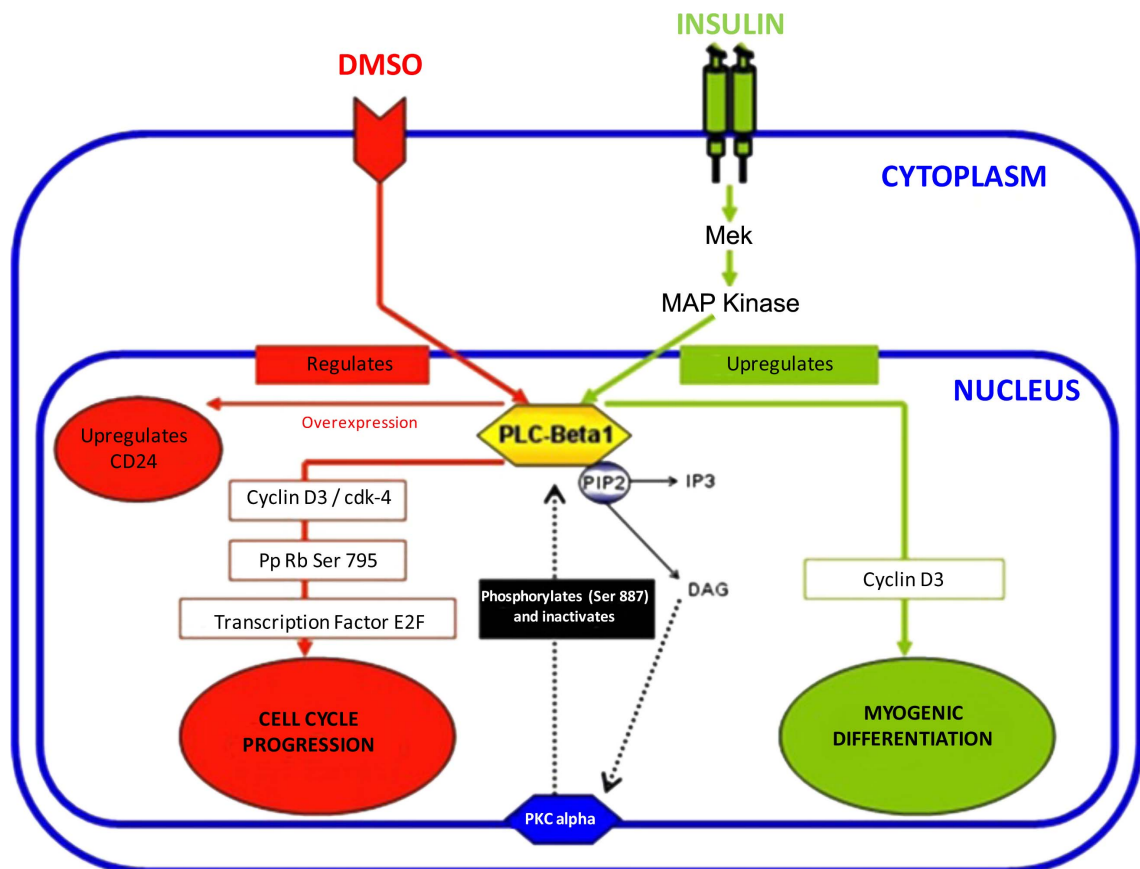 INSULIN
DMSO
CYTOPLASM
Mek
MAP Kinase
Regulates
Upregulates
NUCLEUS
Overexpression
Upregulates
CD24
PLC-Beta1
PIP2
IP3
Cyclin D3 / cdk-4
Pp Rb Ser 795
Transcription Factor E2F
Phosphorylates (Ser 887)
and inactivates
DAG
Cyclin D3
CELL CYCLE
PROGRESSION
MYOGENIC
DIFFERENTIATION
PKC alpha